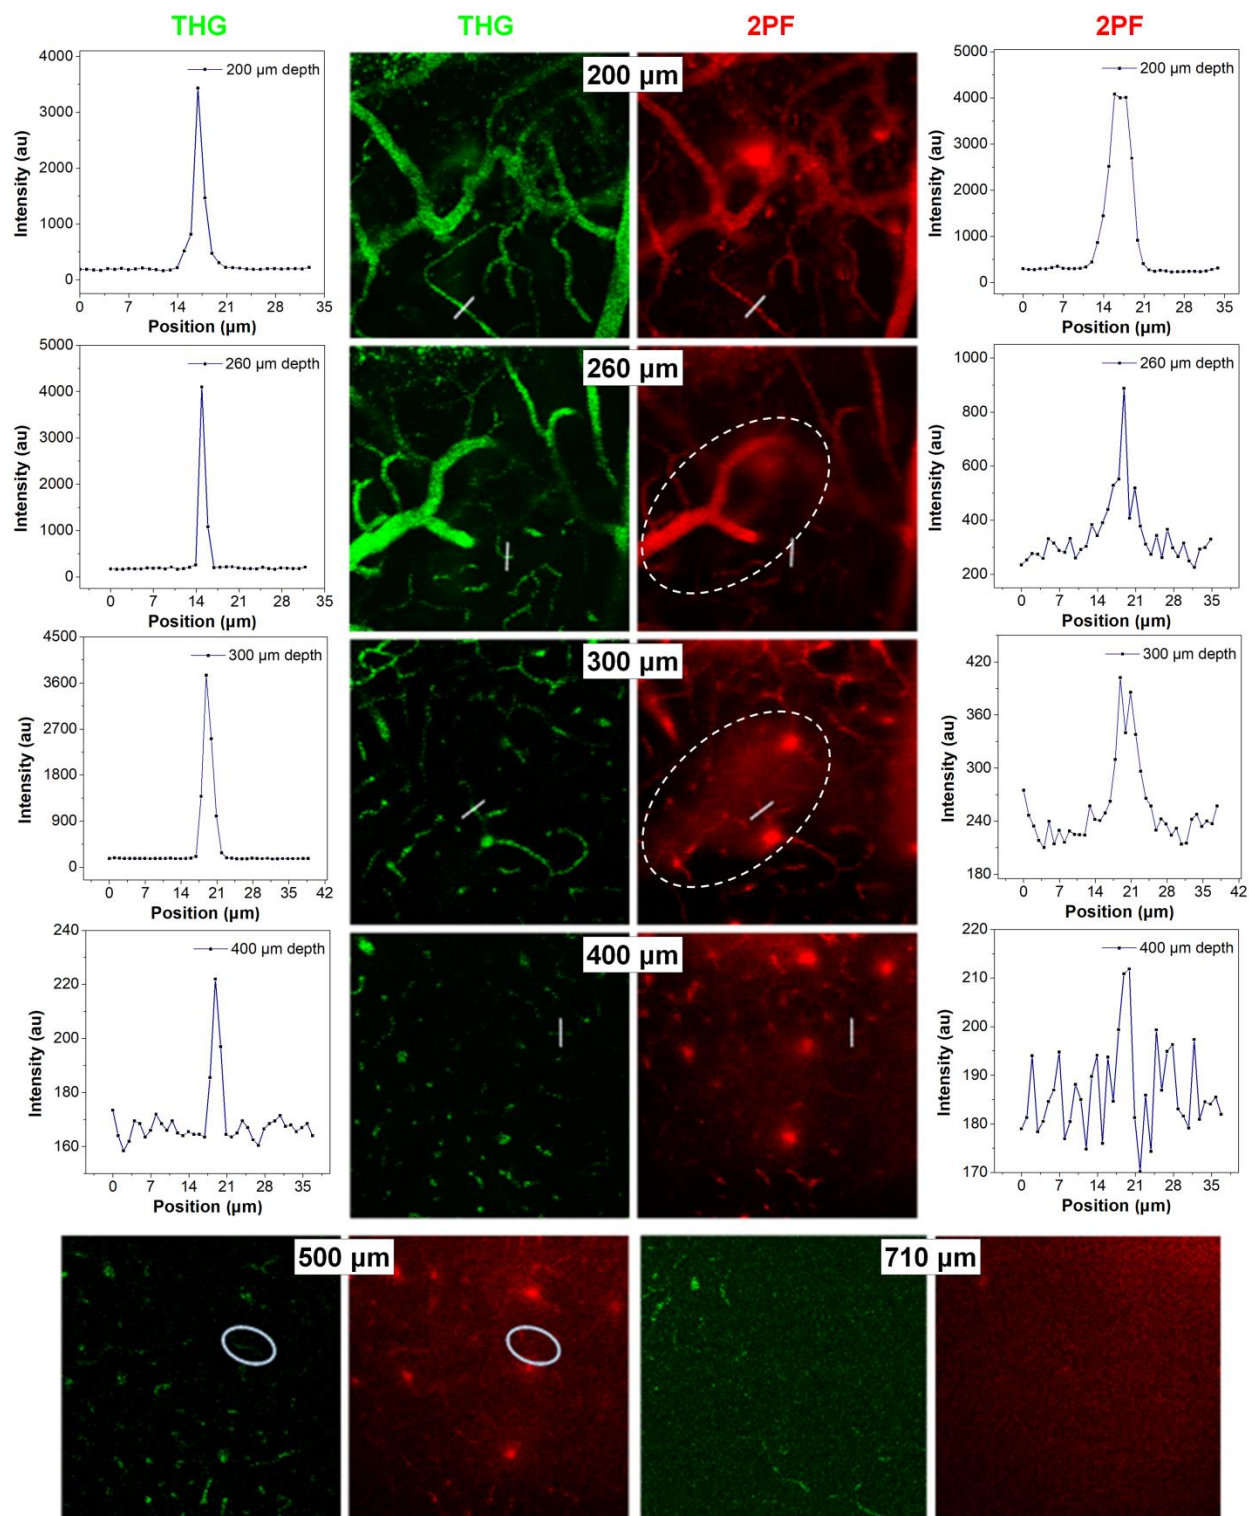 THG THG 2PF 2PF
200 µm
4000
3000
2000
1000
0
Intensity (au)
200 µm depth
0 7 14 21 28 35
Position (µm)
5000
4000
3000
2000
1000
0
Intensity (au)
200 µm depth
0 7 14 21 28 35
Position (µm)
260 µm
5000
4000
3000
2000
1000
0
Intensity (au)
260 µm depth
0 7 14 21 28 35
Position (µm)
1000
800
600
400
200
Intensity (au)
260 µm depth
0 7 14 21 28 35
Position (µm)
300 µm
4500
3600
2700
1800
900
0
Intensity (au)
300 µm depth
0 7 14 21 28 35 42
Position (µm)
420
360
300
240
180
Intensity (au)
300 µm depth
0 7 14 21 28 35 42
Position (µm)
400 µm
240
220
200
180
160
Intensity (au)
400 µm depth
0 7 14 21 28 35
Position (µm)
220
210
200
190
180
170
Intensity (au)
400 µm depth
0 7 14 21 28 35
Position (µm)
500 µm
710 µm